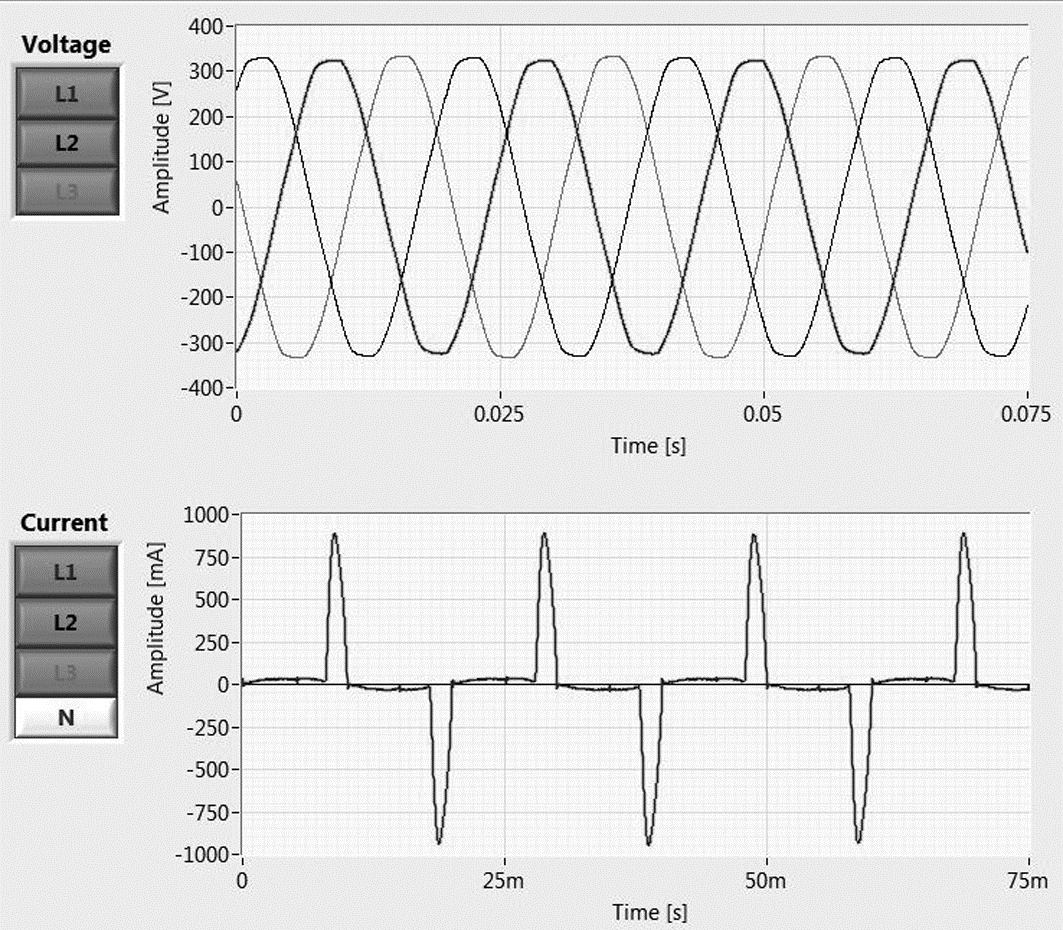 Voltage
L1
L2
L3
Amplitude [V]
400
300
200
100
0
-100
-200
-300
-400
0
0.025
0.05
0.075
Time [s]
Current
L1
L2
L3
N
Amplitude [mA]
1000
750
500
250
0
-250
-500
-750
-1000
0
25m
50m
75m
Time [s]